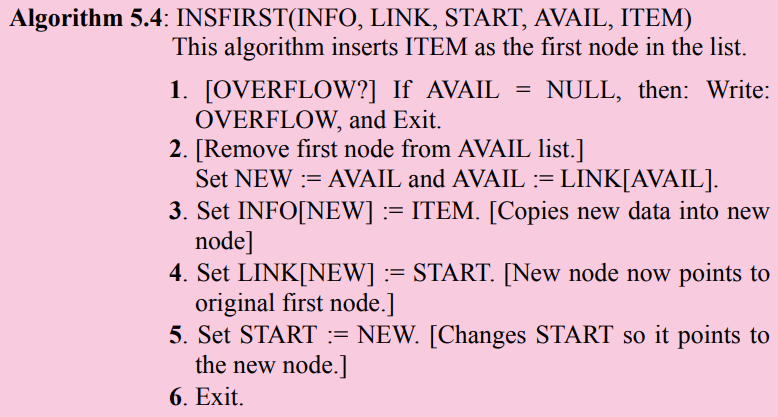 Algorithm 5.4: INSFIRST(INFO, LINK, START, AVAIL, ITEM)
This algorithm inserts ITEM as the first node in the list.
1. [OVERFLOW?] If AVAIL = NULL, then: Write:
OVERFLOW, and Exit.
2. [Remove first node from AVAIL list.]
Set NEW := AVAIL and AVAIL := LINK[AVAIL].
3. Set INFO[NEW] := ITEM. [Copies new data into new
node]
4. Set LINK[NEW] := START. [New node now points to
original first node.]
5. Set START := NEW. [Changes START so it points to
the new node.]
6. Exit.